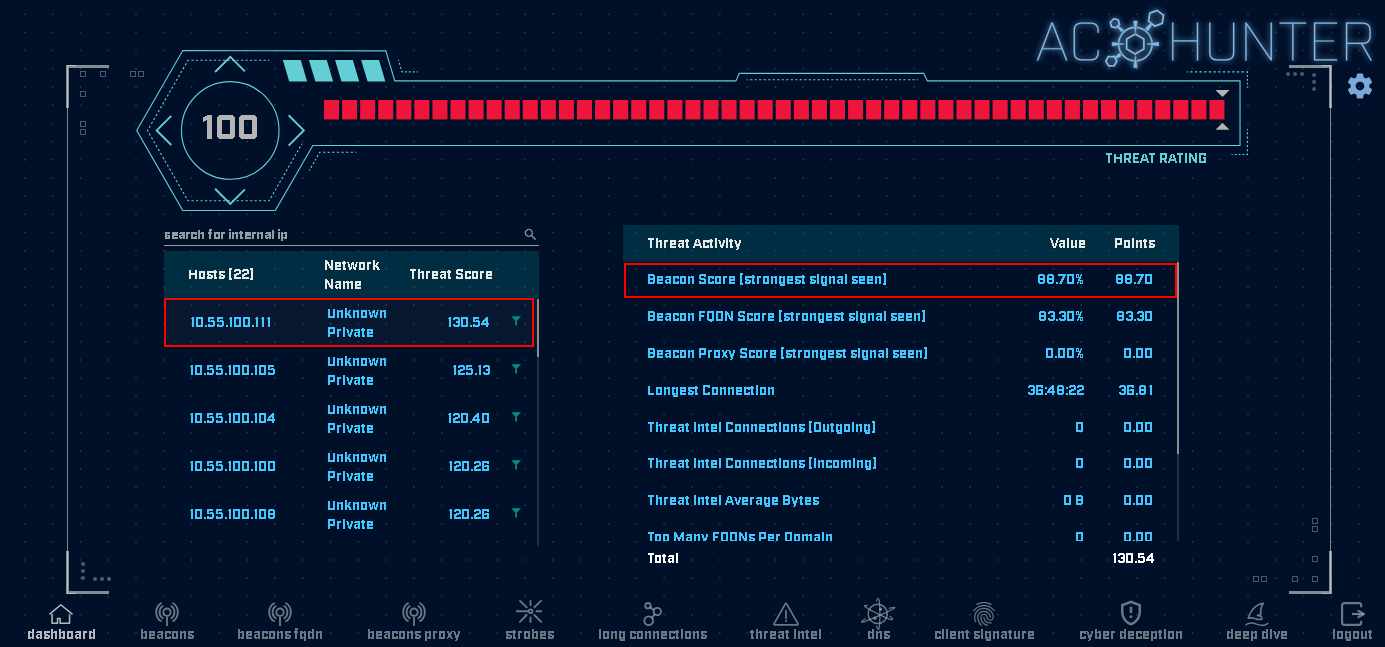 AC HUNTER
100
THREAT RATING
search for internal ip
Hosts [22]
Network Name
Threat Score
10.55.100.111
Unknown Private
130.54
10.55.100.105
Unknown Private
125.13
10.55.100.104
Unknown Private
120.40
10.55.100.100
Unknown Private
120.26
10.55.100.108
Unknown Private
120.26
Threat Activity Value Points
Beacon Score [strongest signal seen] 88.70% 88.70
Beacon FQDN Score [strongest signal seen] 83.30% 83.30
Beacon Proxy Score [strongest signal seen] 0.00% 0.00
Longest Connection 36:48:22 36.81
Threat Intel Connections [Outgoing] 0 0.00
Threat Intel Connections [Incoming] 0 0.00
Threat Intel Average Bytes 0 B 0.00
Too Many FQDNs Per Domain 0 0.00
Total 130.54
dashboard
beacons
beacons fqdn
beacons proxy
strobes
long connections
threat intel
dns
client signature
cyber deception
deep dive
logout